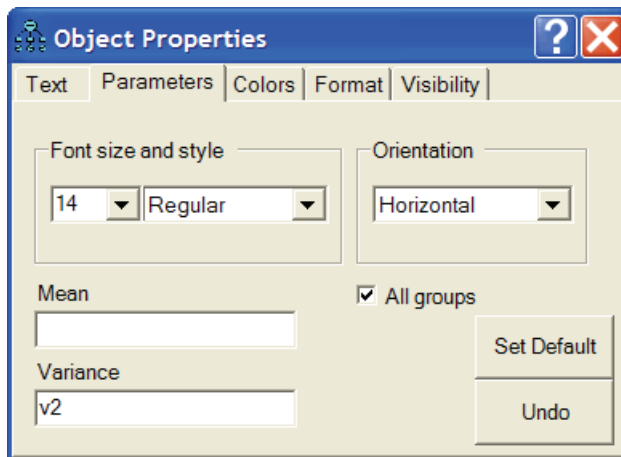 Object Properties
Text Parameters Colors Format Visibility
Font size and style
14 Regular
Orientation
Horizontal
Mean
All groups
Variance
v2
Set Default
Undo